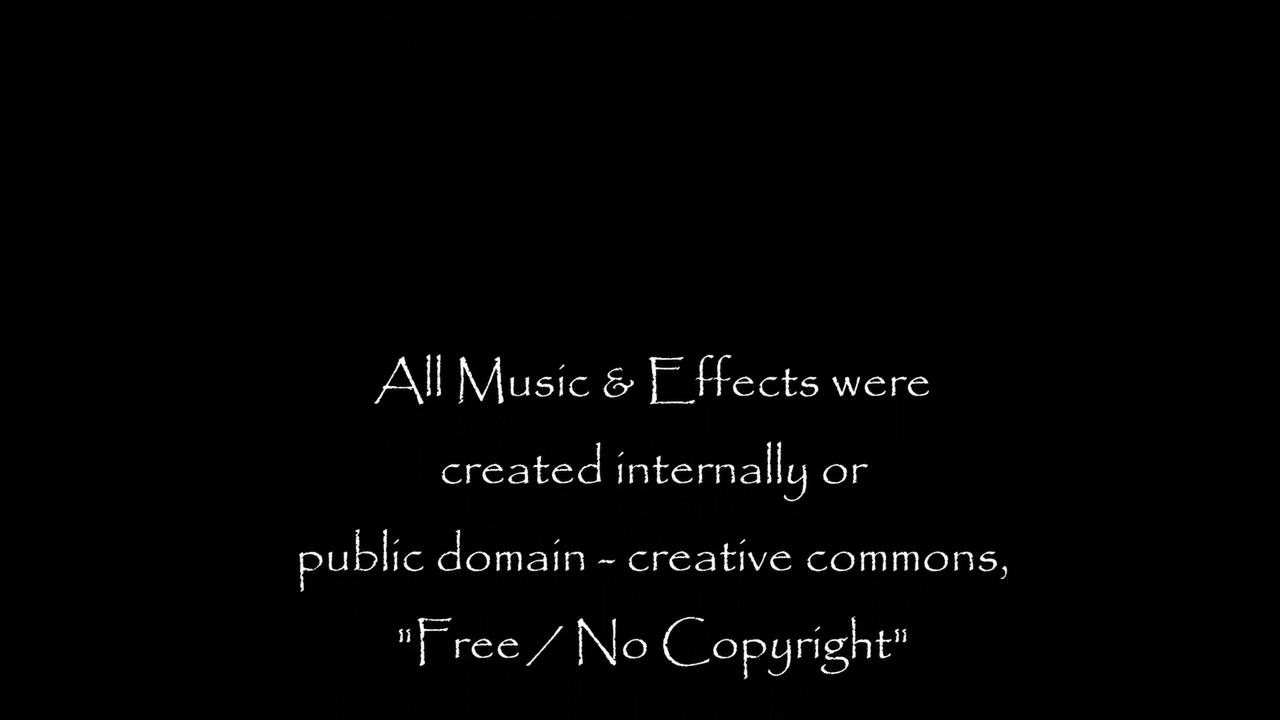 All Music & Effects were
created internally or
public domain - creative commons,
"Free / No Copyright"